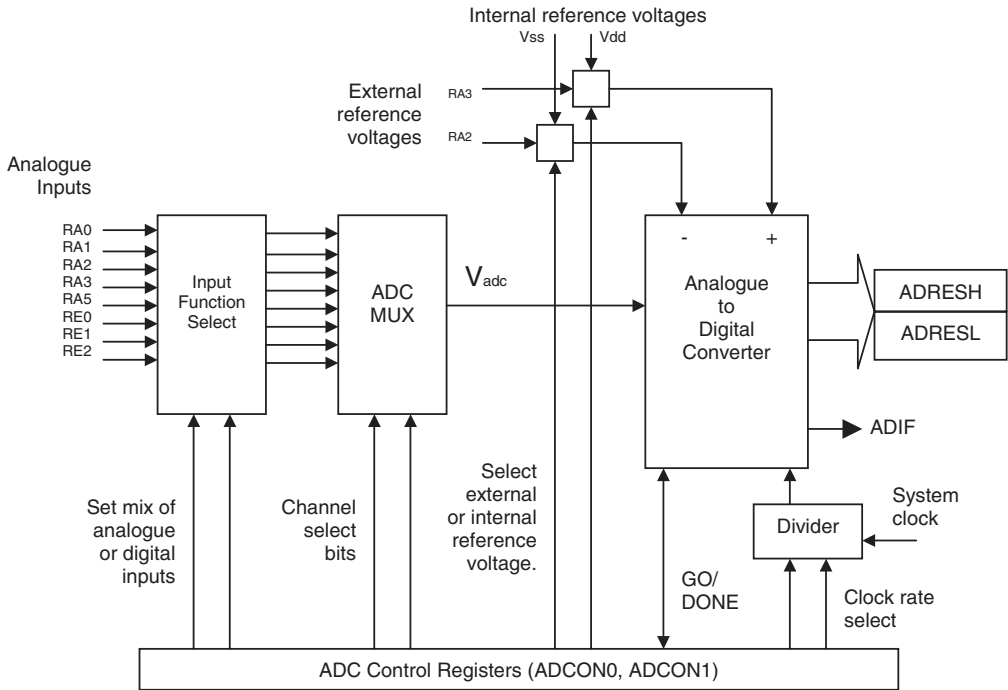 Internal reference voltages
Vss
Vdd
External
reference
voltages
RA3
RA2
Analogue
Inputs
RA0
RA1
RA2
RA3
RA5
RE0
RE1
RE2
Input
Function
Select
ADC
MUX
Vadc
-
+
Analogue
to
Digital
Converter
ADRESH
ADRESL
ADIF
Set mix of
analogue
or digital
inputs
Channel
select
bits
Select
external
or internal
reference
voltage.
GO/
DONE
Divider
System
clock
Clock rate
select
ADC Control Registers (ADCON0, ADCON1)